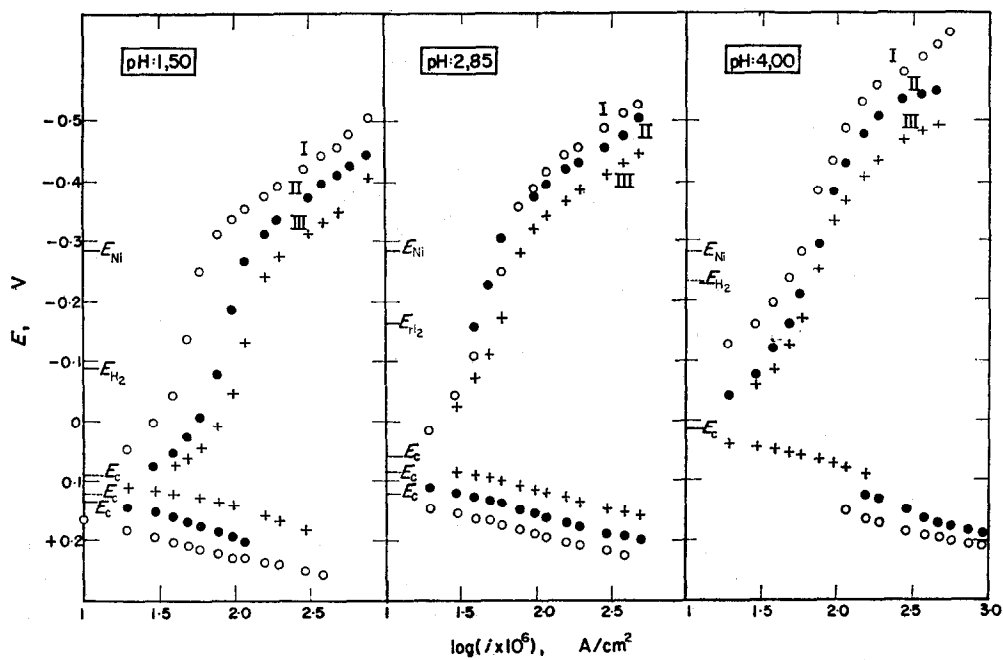 pH:1,50
pH:2,85
pH:4,00
I
II
III
I
II
III
I
II
III
E, V
−0·5
−0·4
−0·3
−0·2
−0·1
0
0·1
+0·2
E_Ni
E_H₂
E_c
E_c
E_c
E_Ni
E_c
E_c
E_c
E_Ni
E_H₂
E_c
1 1·5 2·0 2·5 1 1·5 2·0 2·5 1 1·5 2·0 2·5 3·0
log(i×10⁶), A/cm²